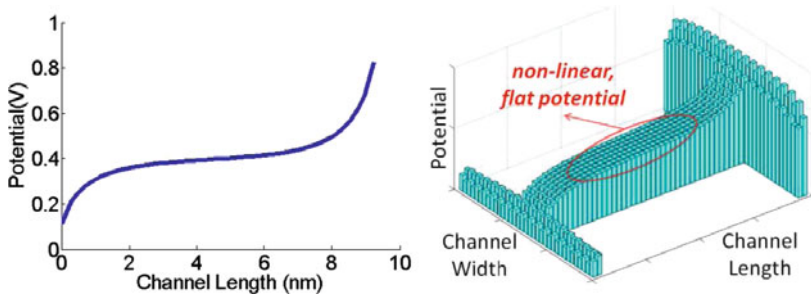 1
0.8
0.6
0.4
0.2
0
Potential(V)
0 2 4 6 8 10
Channel Length (nm)
non-linear,
flat potential
Potential
Channel
Width
Channel
Length